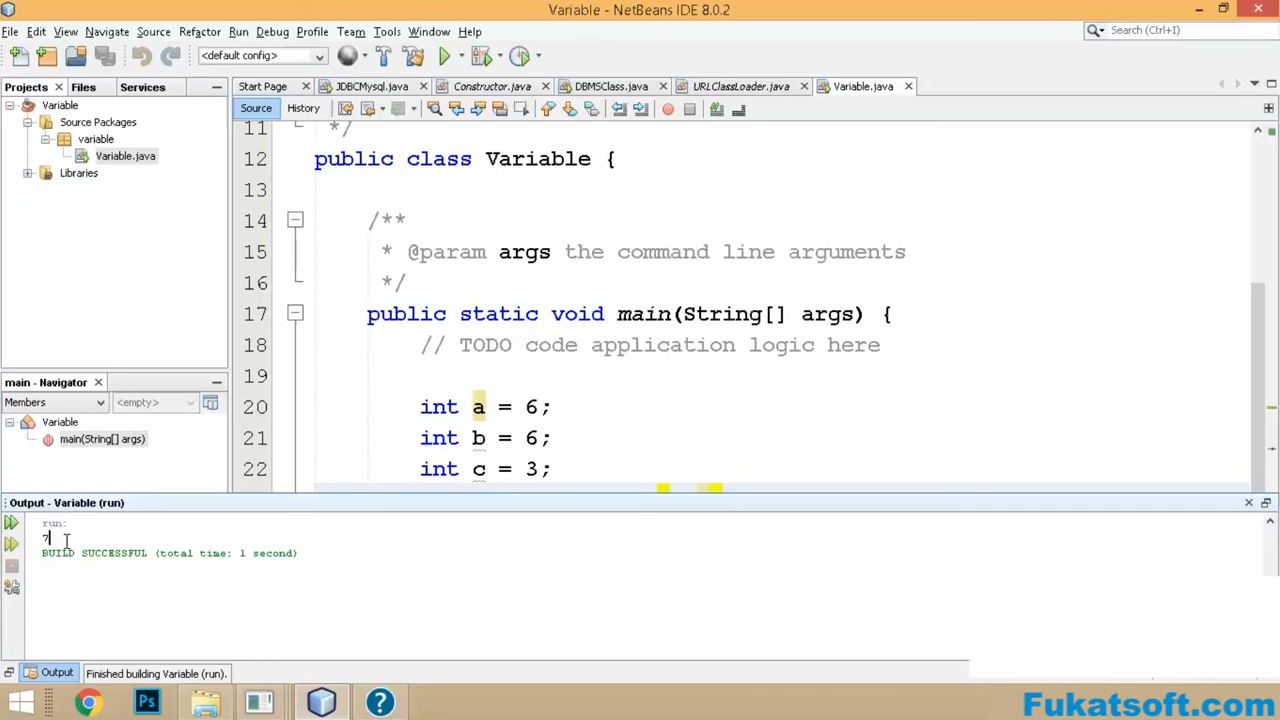 Variable - NetBeans IDE 8.0.2
File Edit View Navigate Source Refactor Run Debug Profile Team Tools Window Help
Search (Ctrl+I)
<default config>
Projects Files Services
Start Page JDBCMysql.java Constructor.java DBMSClass.java URLClassLoader.java Variable.java
Source History
Variable
Source Packages
variable
Variable.java
Libraries
11 */
12 public class Variable {
13
14 /**
15 * @param args the command line arguments
16 */
17 public static void main(String[] args) {
18 // TODO code application logic here
19
20 int a = 6;
21 int b = 6;
22 int c = 3;
main - Navigator
Members <empty>
Variable
main(String[] args)
Output - Variable (run)
run:
7
BUILD SUCCESSFUL (total time: 1 second)
Output Finished building Variable (run).
Ps
?
Fukatsoft.com